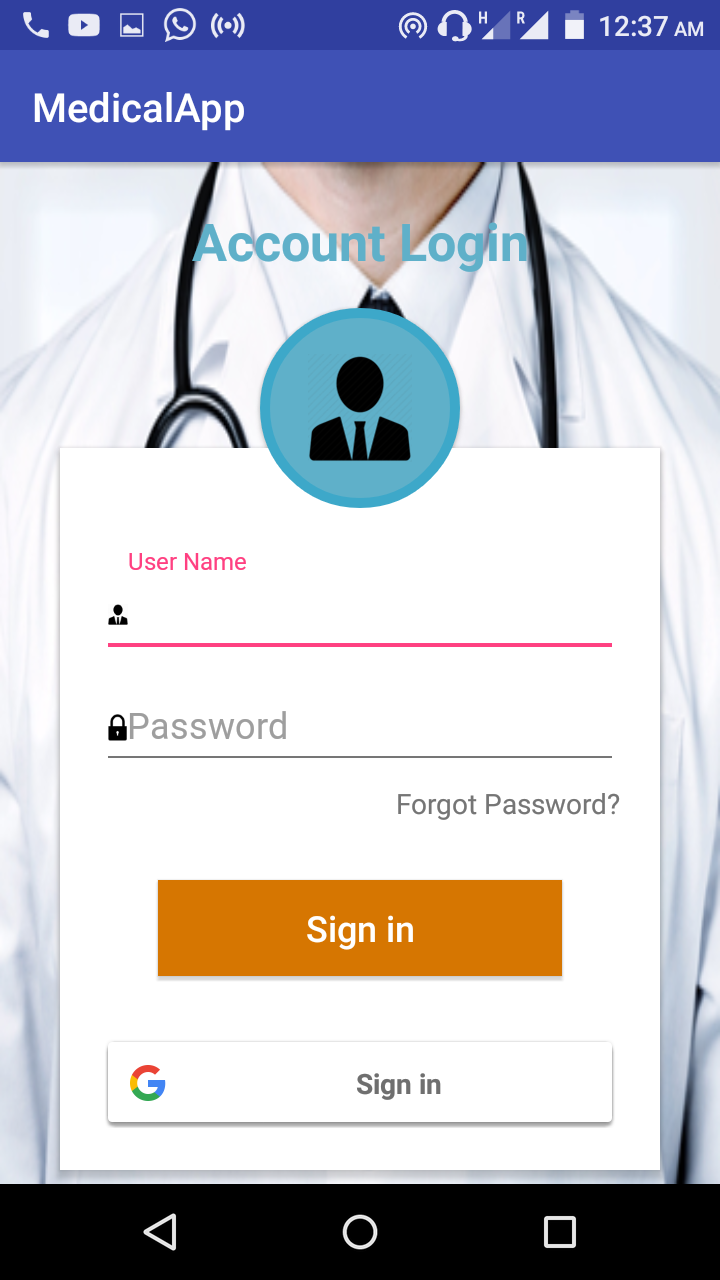 H R 12:37 AM
MedicalApp
Account Login
User Name
Password
Forgot Password?
Sign in
Sign in